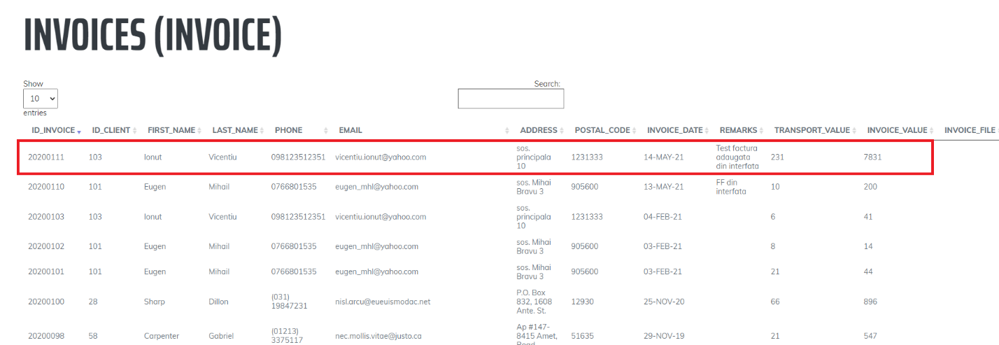 INVOICES (INVOICE)
Show
10
entries
Search:
ID_INVOICE ID_CLIENT FIRST_NAME LAST_NAME PHONE EMAIL ADDRESS POSTAL_CODE INVOICE_DATE REMARKS TRANSPORT_VALUE INVOICE_VALUE INVOICE_FILE
20200111 103 Ionut Vicentiu 098123512351 vicentiu.ionut@yahoo.com sos. principala 10 1231333 14-MAY-21 Test factura adaugata din interfata 231 7831
20200110 101 Eugen Mihail 0766801535 eugen_mhl@yahoo.com sos. Mihai Bravu 3 905600 13-MAY-21 FF din interfata 10 200
20200103 103 Ionut Vicentiu 098123512351 vicentiu.ionut@yahoo.com sos. principala 10 1231333 04-FEB-21 6 41
20200102 101 Eugen Mihail 0766801535 eugen_mhl@yahoo.com sos. Mihai Bravu 3 905600 03-FEB-21 8 14
20200101 101 Eugen Mihail 0766801535 eugen_mhl@yahoo.com sos. Mihai Bravu 3 905600 03-FEB-21 21 44
20200100 28 Sharp Dillon (031) 19847231 nisl.arcu@eueuismodac.net P.O. Box 832, 1608 Ante. St. 12930 25-NOV-20 66 896
20200098 58 Carpenter Gabriel (01213) 3375117 nec.mollis.vitae@justo.ca Ap #147-8415 Amet, Road 51635 29-NOV-19 21 547